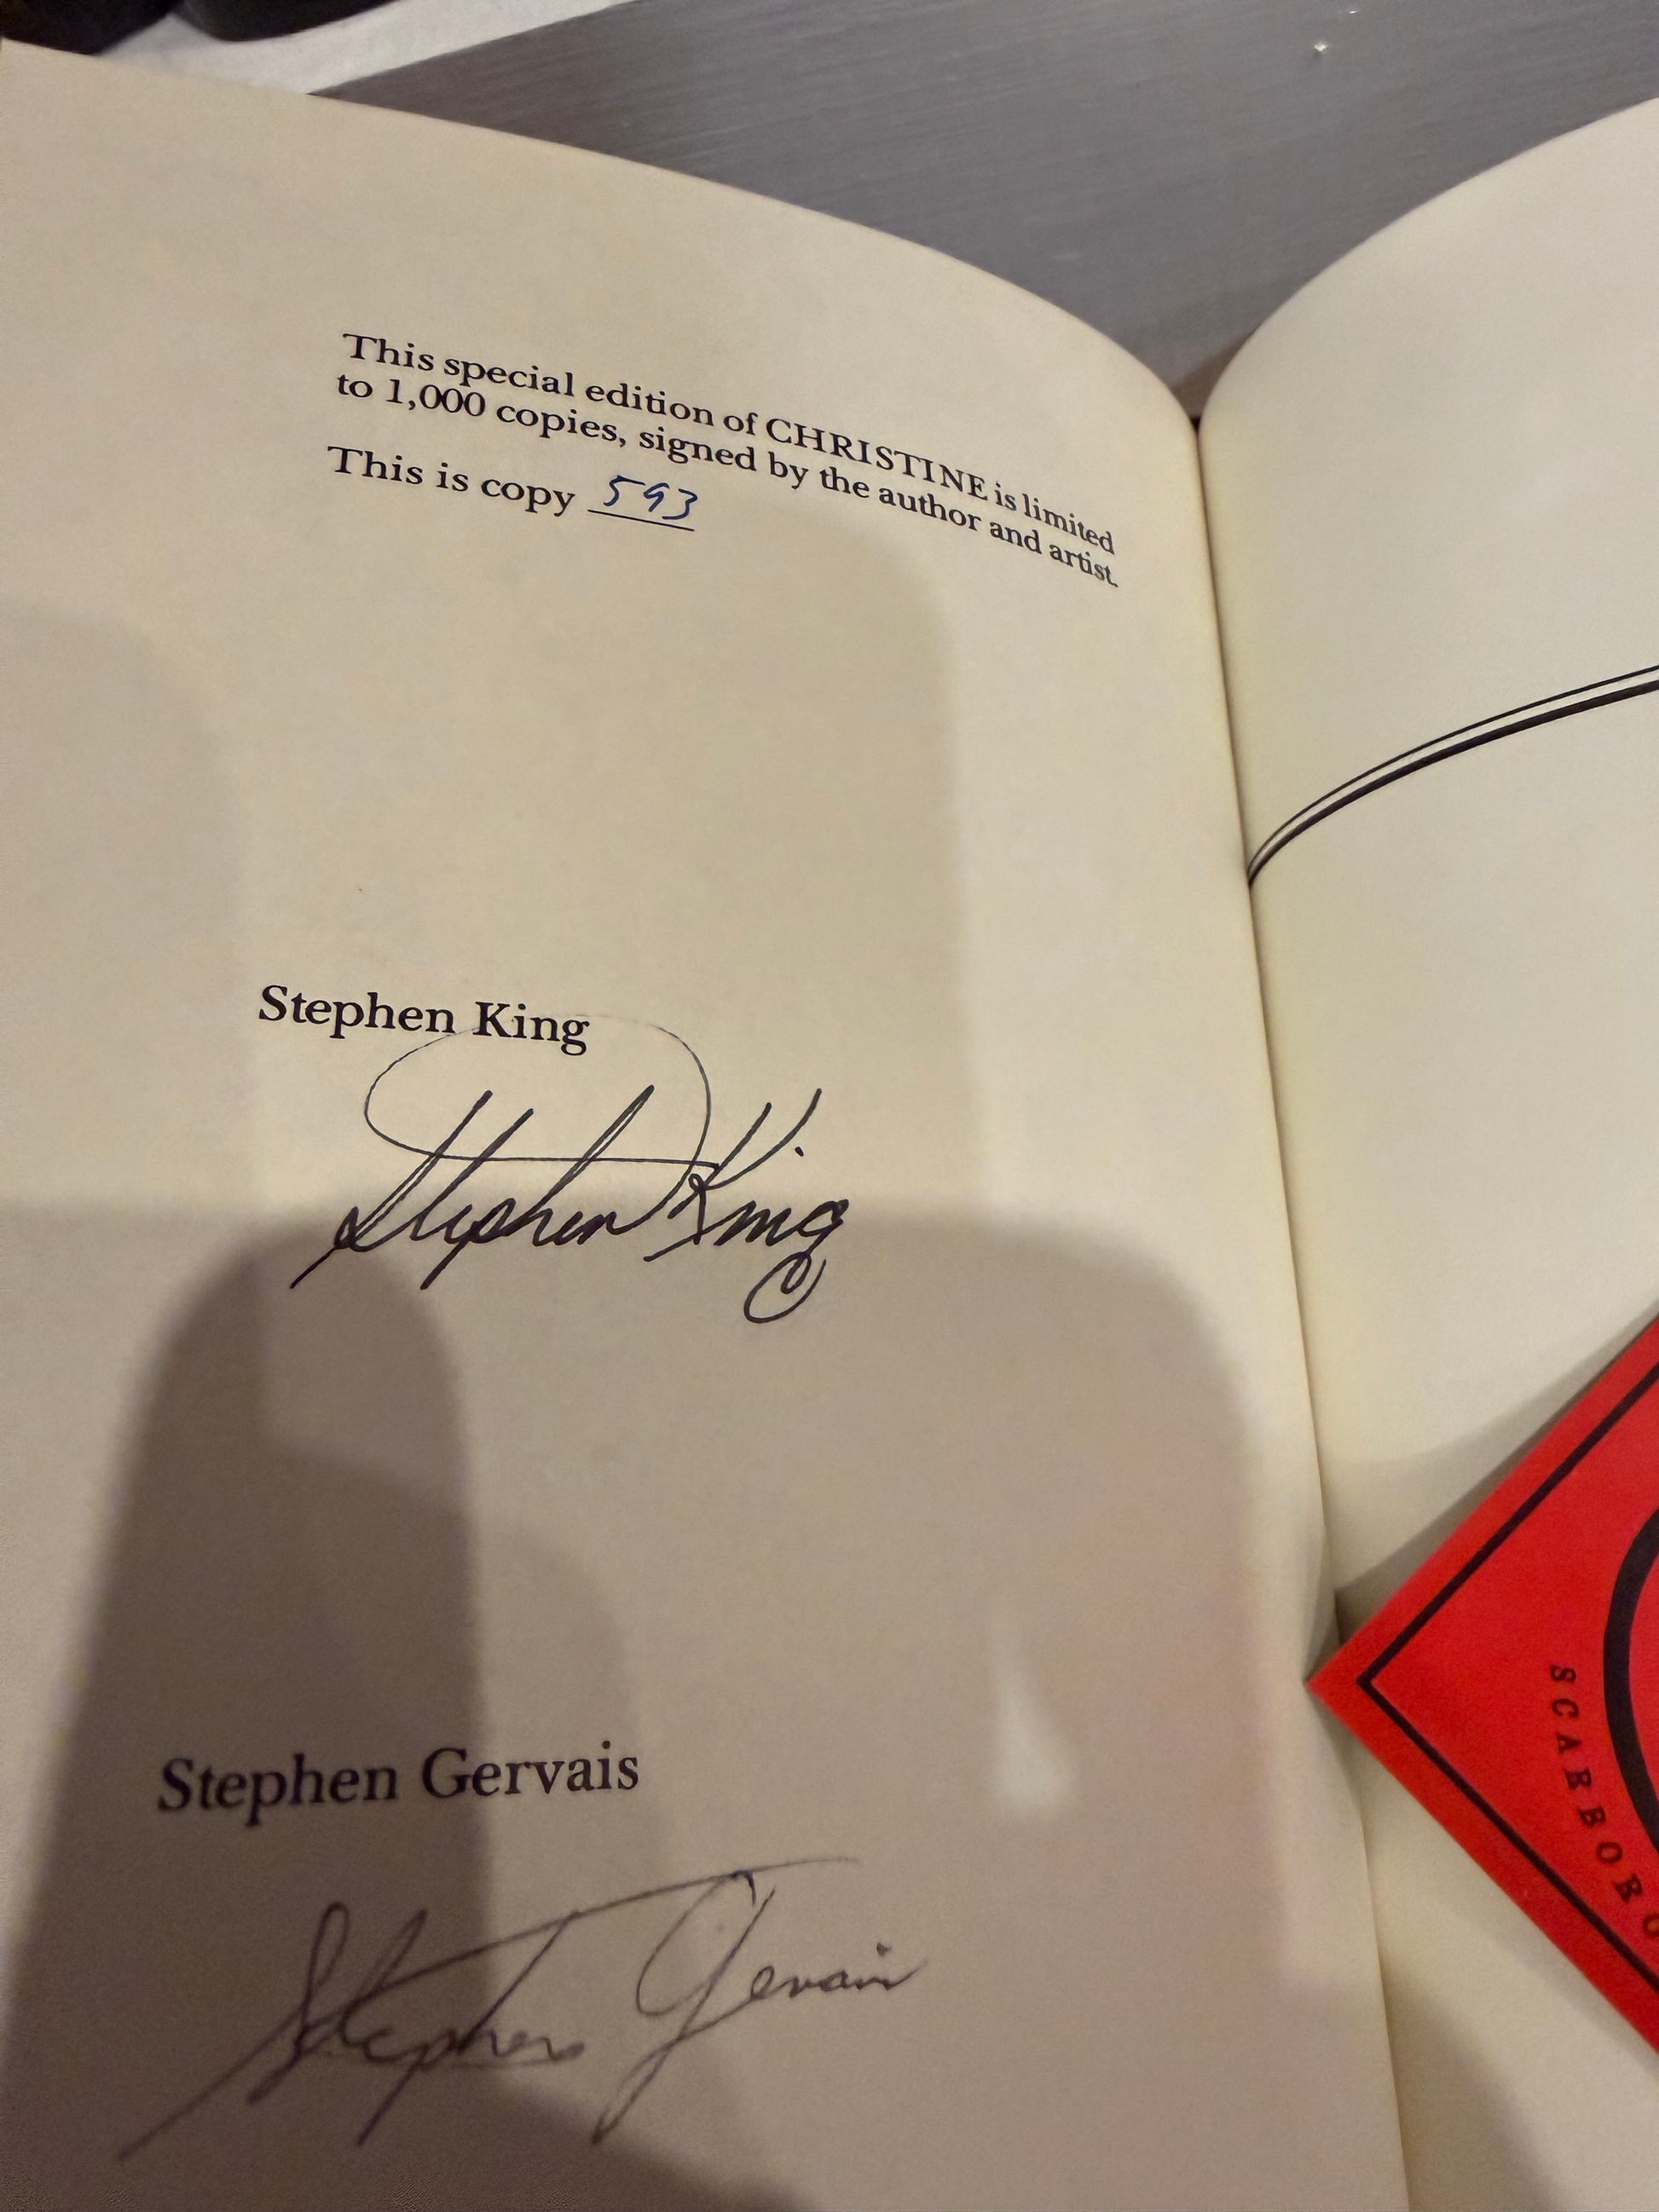 This special edition of CHRISTINE is limited
to 1,000 copies, signed by the author and artist.
This is copy 593
Stephen King
Stephen King
Stephen Gervais
Stephen Gervais